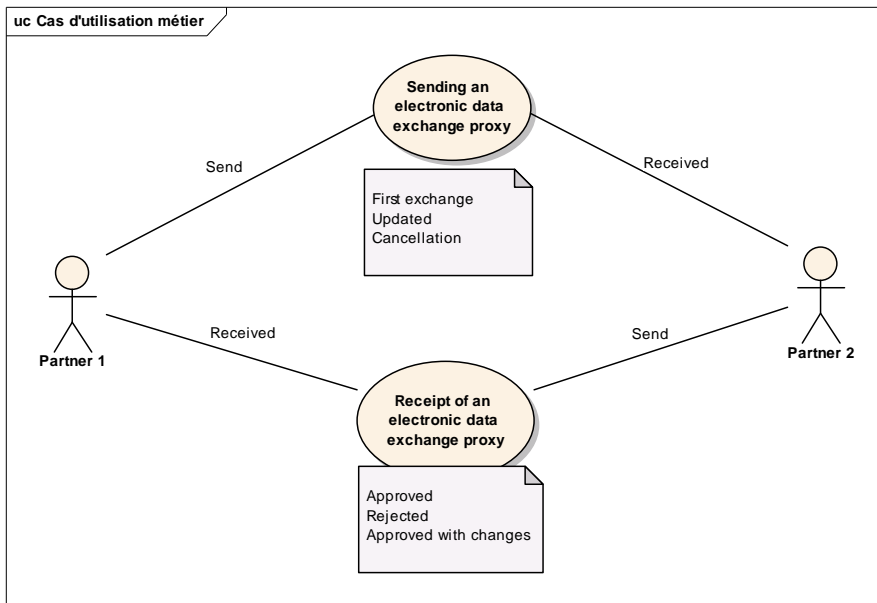 uc Cas d'utilisation métier
Sending an
electronic data
exchange proxy
Send
Received
First exchange
Updated
Cancellation
Partner 1
Partner 2
Received
Send
Receipt of an
electronic data
exchange proxy
Approved
Rejected
Approved with changes